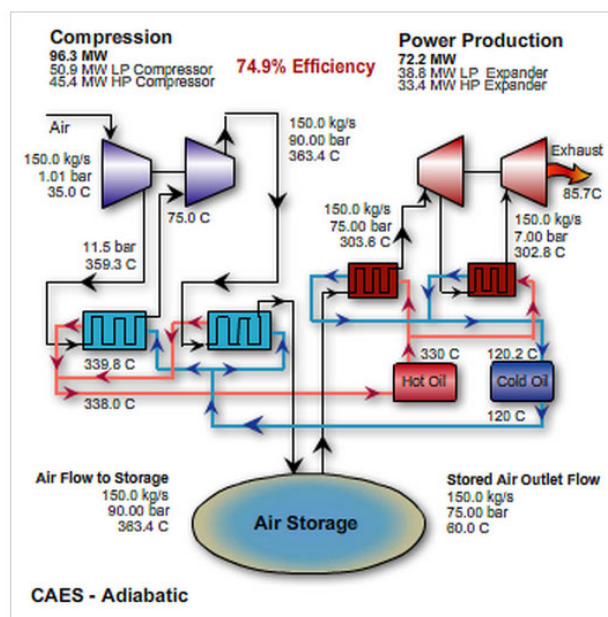 Compression
96.3 MW
50.9 MW LP Compressor
45.4 MW HP Compressor
74.9% Efficiency
Power Production
72.2 MW
38.8 MW LP Expander
33.4 MW HP Expander
Air
150.0 kg/s
1.01 bar
35.0 C
75.0 C
150.0 kg/s
90.00 bar
363.4 C
11.5 bar
359.3 C
339.8 C
338.0 C
150.0 kg/s
75.00 bar
303.6 C
Exhaust
85.7C
150.0 kg/s
7.00 bar
302.8 C
330 C
120.2 C
Hot Oil
Cold Oil
120 C
Air Flow to Storage
150.0 kg/s
90.00 bar
363.4 C
Air Storage
Stored Air Outlet Flow
150.0 kg/s
75.00 bar
60.0 C
CAES - Adiabatic